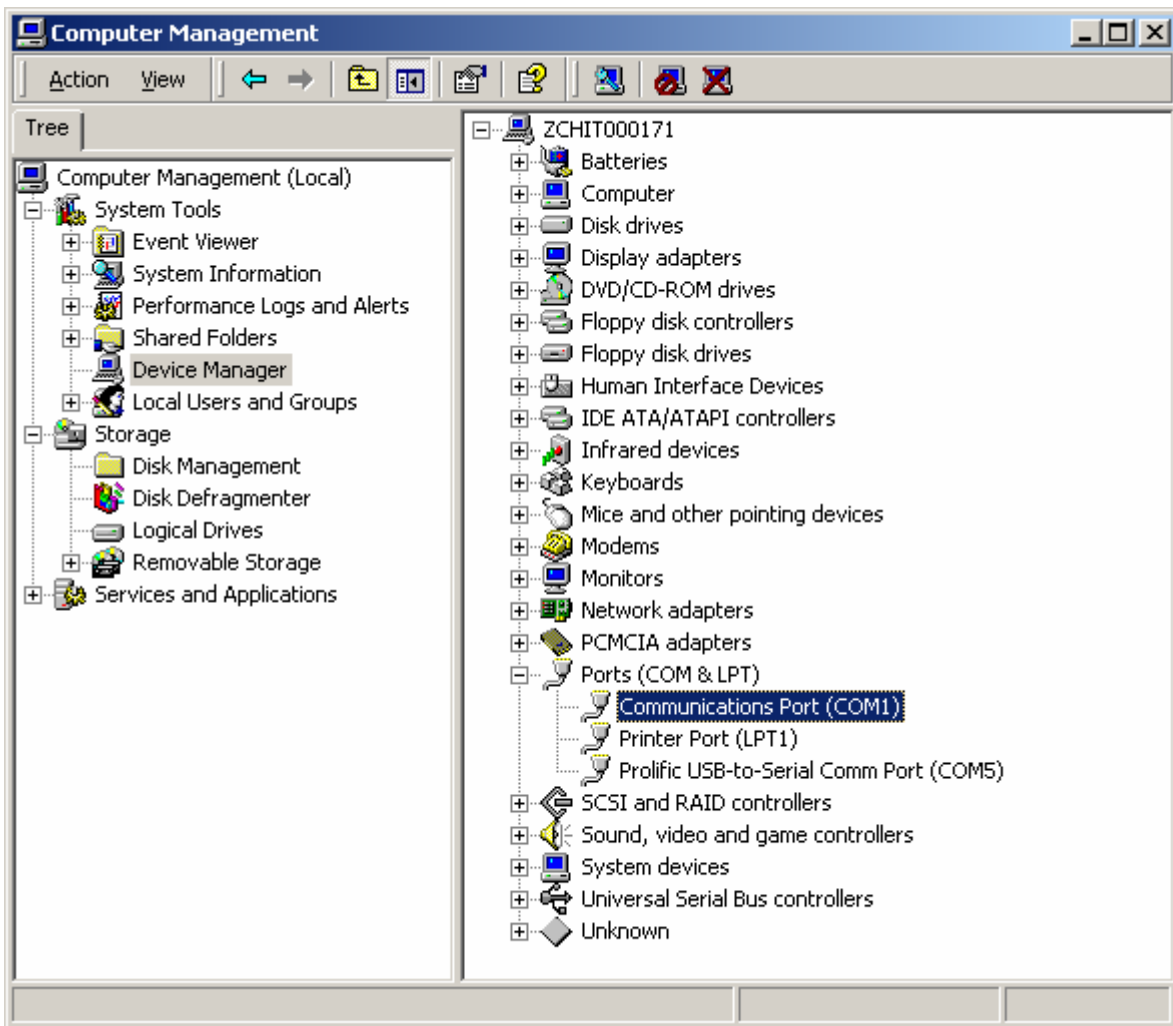 Computer Management
Action View
Tree
Computer Management (Local)
System Tools
Event Viewer
System Information
Performance Logs and Alerts
Shared Folders
Device Manager
Local Users and Groups
Storage
Disk Management
Disk Defragmenter
Logical Drives
Removable Storage
Services and Applications
ZCHIT000171
Batteries
Computer
Disk drives
Display adapters
DVD/CD-ROM drives
Floppy disk controllers
Floppy disk drives
Human Interface Devices
IDE ATA/ATAPI controllers
Infrared devices
Keyboards
Mice and other pointing devices
Modems
Monitors
Network adapters
PCMCIA adapters
Ports (COM & LPT)
Communications Port (COM1)
Printer Port (LPT1)
Prolific USB-to-Serial Comm Port (COM5)
SCSI and RAID controllers
Sound, video and game controllers
System devices
Universal Serial Bus controllers
Unknown